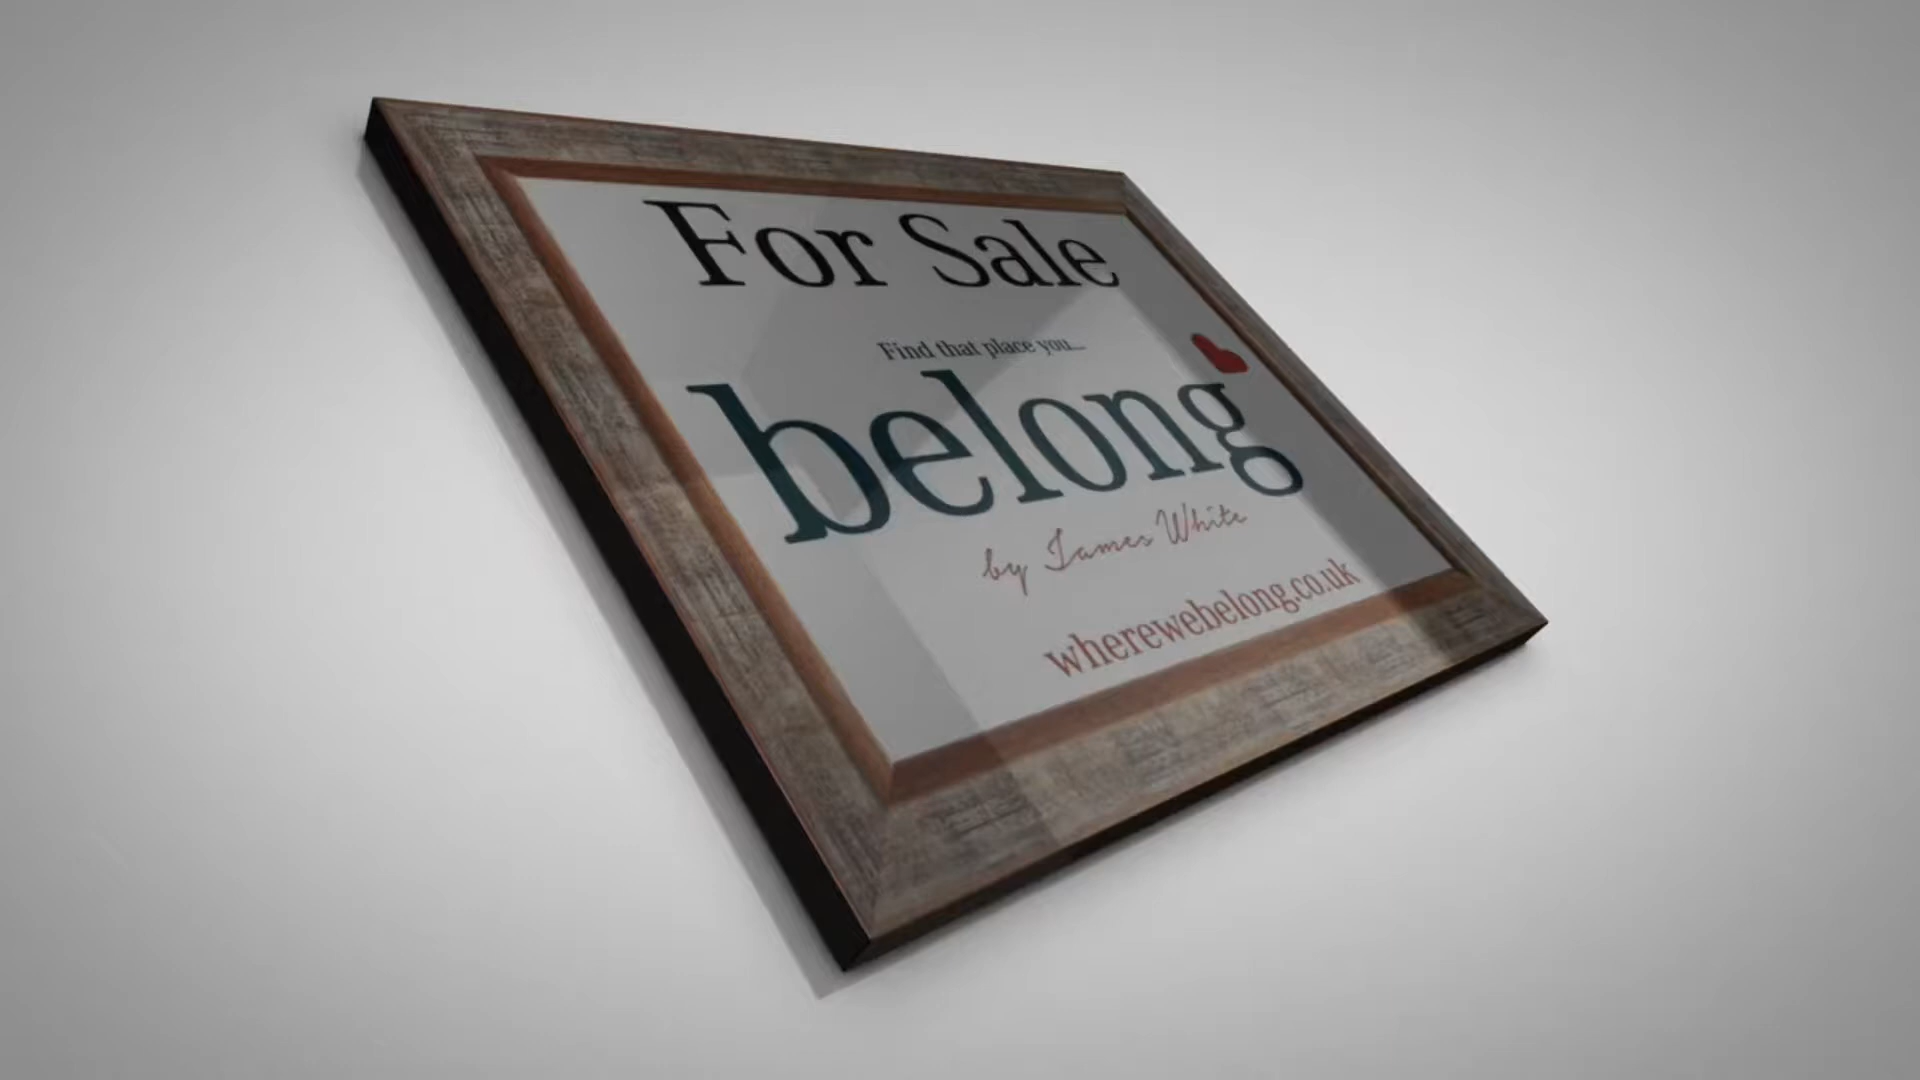 For Sale
Find that place you...
belong
by James White
wherewebelong.co.uk